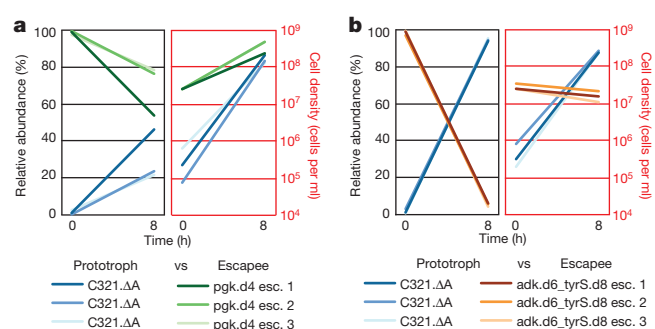 a
b
100
80
60
40
20
0
Relative abundance (%)
0
8
0
8
Time (h)
10⁹
10⁸
10⁷
10⁶
10⁵
10⁴
Cell density (cells per ml)
100
80
60
40
20
0
Relative abundance (%)
0
8
0
8
Time (h)
10⁹
10⁸
10⁷
10⁶
10⁵
10⁴
Cell density (cells per ml)
Prototroph vs Escapee
C321.ΔA pgk.d4 esc. 1
C321.ΔA pgk.d4 esc. 2
C321.ΔA pgk.d4 esc. 3
Prototroph vs Escapee
C321.ΔA adk.d6_tyrS.d8 esc. 1
C321.ΔA adk.d6_tyrS.d8 esc. 2
C321.ΔA adk.d6_tyrS.d8 esc. 3